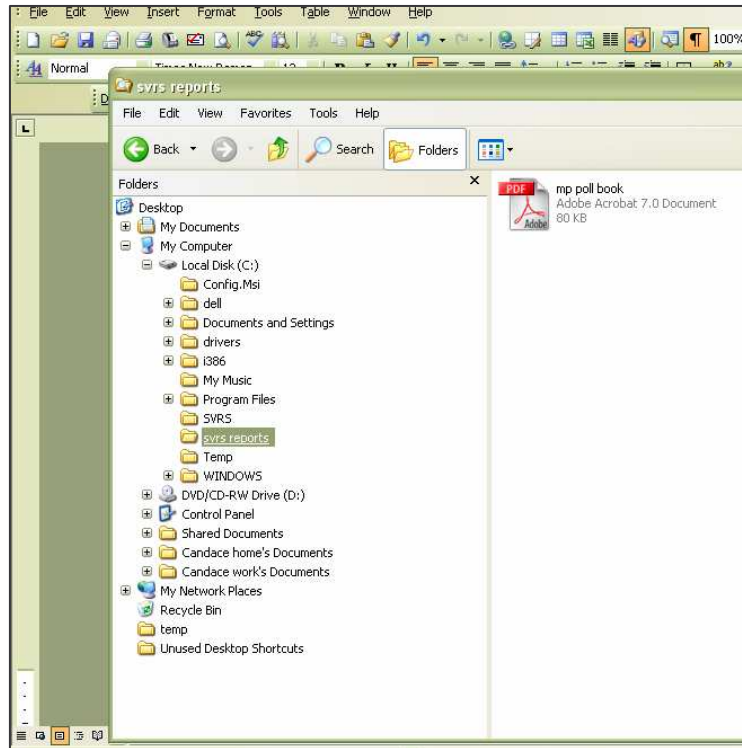 File Edit View Insert Format Tools Table Window Help
100%
Normal
svrs reports
File Edit View Favorites Tools Help
Back Search Folders
Folders
Desktop
My Documents
My Computer
Local Disk (C:)
Config.Msi
dell
Documents and Settings
drivers
i386
My Music
Program Files
SVRS
svrs reports
Temp
WINDOWS
DVD/CD-RW Drive (D:)
Control Panel
Shared Documents
Candace home's Documents
Candace work's Documents
My Network Places
Recycle Bin
temp
Unused Desktop Shortcuts
PDF
Adobe
mp poll book
Adobe Acrobat 7.0 Document
80 KB